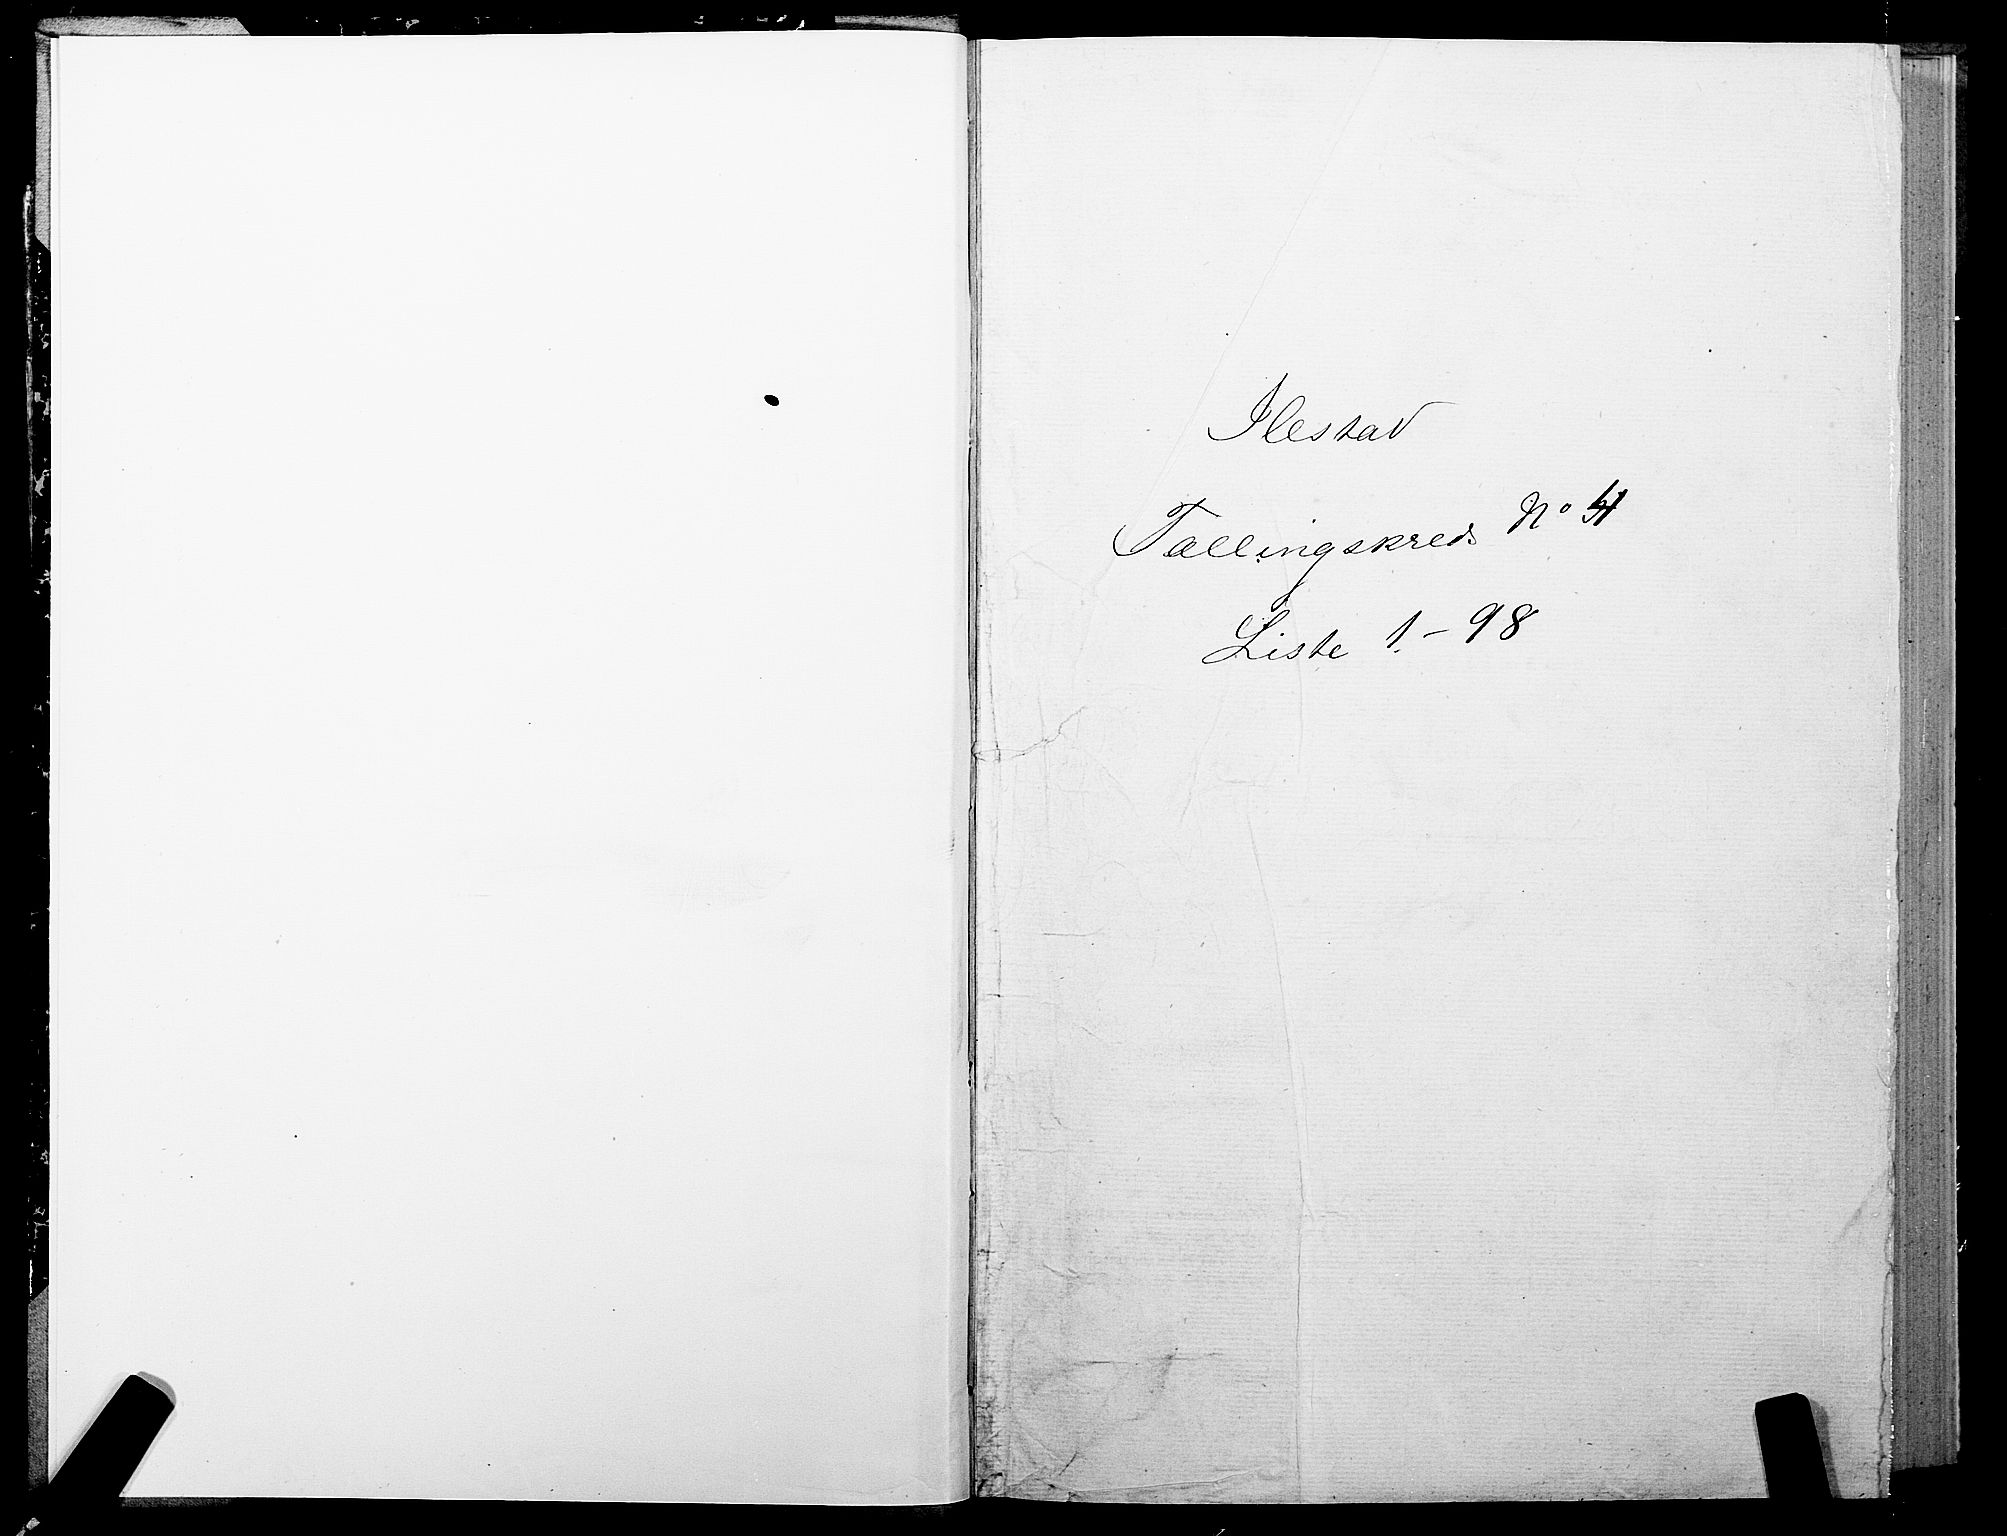 Ilestad
Tællingskreds No 4
Liste 1-98